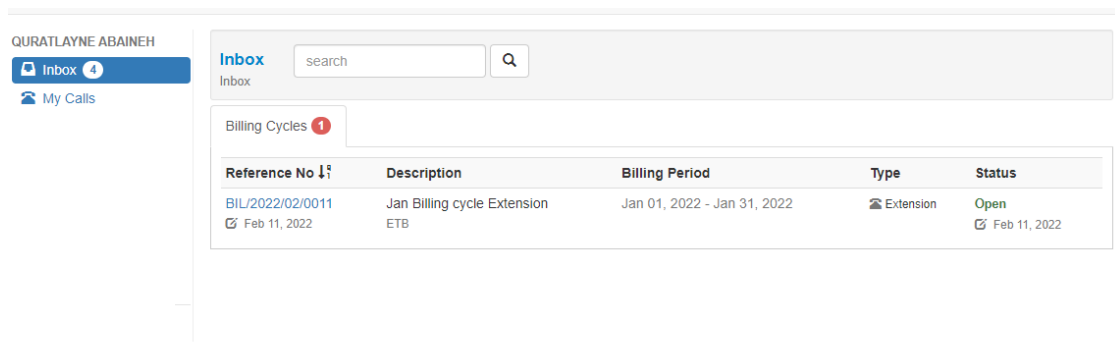 QURATLAYNE ABAINEH
Inbox 4
My Calls
Inbox
search
Inbox
Billing Cycles 1
Reference No Description Billing Period Type Status
BIL/2022/02/0011 Jan Billing cycle Extension Jan 01, 2022 - Jan 31, 2022 Extension Open
Feb 11, 2022 ETB Feb 11, 2022